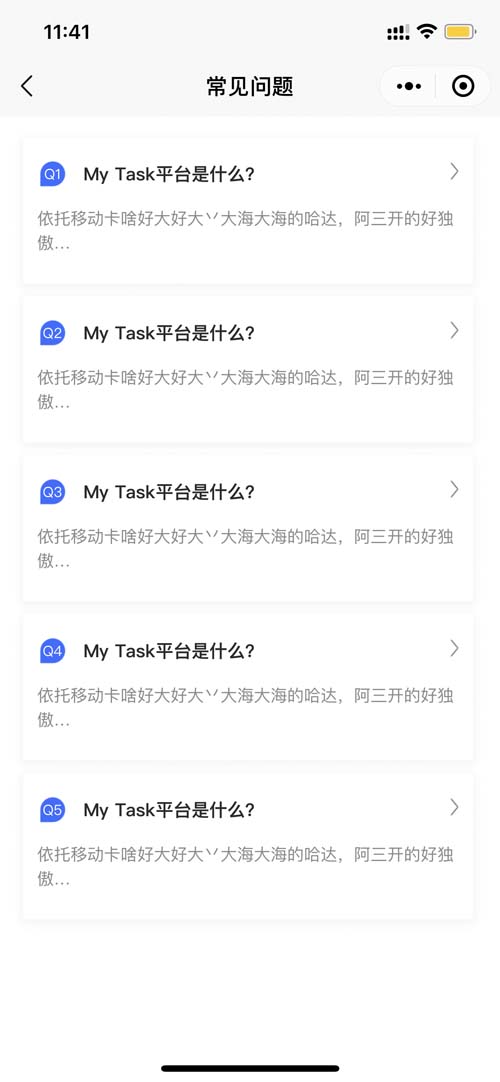 11:41
常见问题
Q1 My Task平台是什么?
依托移动卡啥好大好大丷大海大海的哈达，阿三开的好独
傲...
Q2 My Task平台是什么?
依托移动卡啥好大好大丷大海大海的哈达，阿三开的好独
傲...
Q3 My Task平台是什么?
依托移动卡啥好大好大丷大海大海的哈达，阿三开的好独
傲...
Q4 My Task平台是什么?
依托移动卡啥好大好大丷大海大海的哈达，阿三开的好独
傲...
Q5 My Task平台是什么?
依托移动卡啥好大好大丷大海大海的哈达，阿三开的好独
傲...